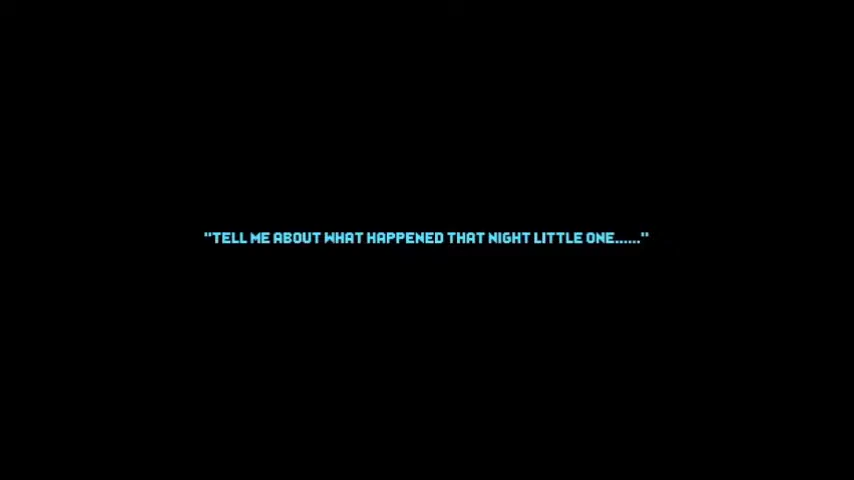 "TELL ME ABOUT WHAT HAPPENED THAT NIGHT LITTLE ONE......"